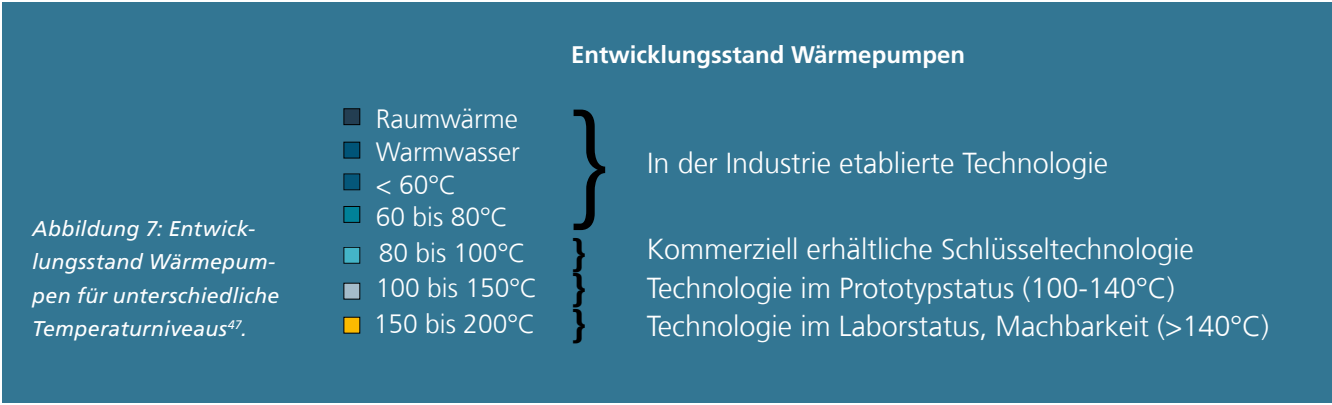 Entwicklungsstand Wärmepumpen
Raumwärme
Warmwasser
< 60°C
60 bis 80°C
80 bis 100°C
100 bis 150°C
150 bis 200°C
} In der Industrie etablierte Technologie
} Kommerziell erhältliche Schlüsseltechnologie
} Technologie im Prototypstatus (100-140°C)
} Technologie im Laborstatus, Machbarkeit (>140°C)
Abbildung 7: Entwick-
lungsstand Wärmepum-
pen für unterschiedliche
Temperaturniveaus⁴⁷.